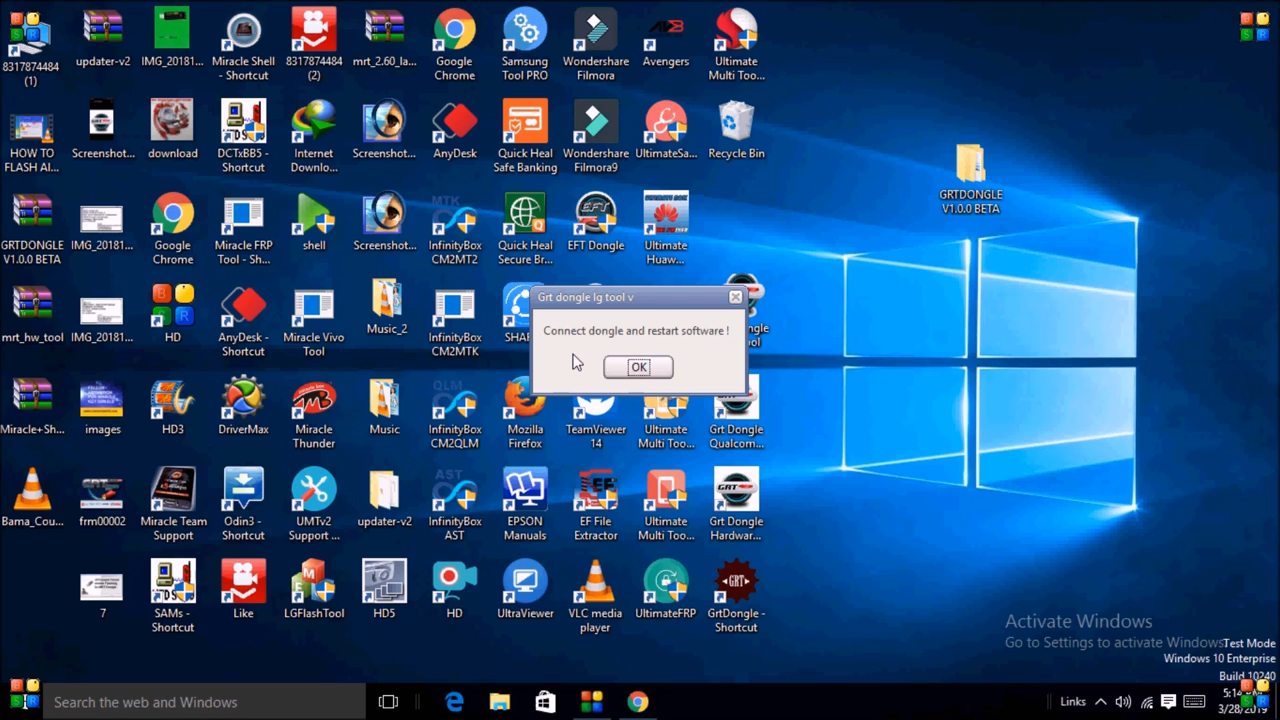 8317874484
(1)
updater-v2
IMG_20181...
Miracle Shell
- Shortcut
8317874484
(2)
mrt_2.60_la...
Google
Chrome
Samsung
Tool PRO
Wondershare
Filmora
Avengers
Ultimate
Multi Too...
HOW TO
FLASH AI...
Screenshot...
download
DCTxBB5 -
Shortcut
Internet
Downlo...
Screenshot...
AnyDesk
Quick Heal
Safe Banking
Wondershare
Filmora9
UltimateSa...
Recycle Bin
GRTDONGLE
V1.0.0 BETA
GRTDONGLE
V1.0.0 BETA
IMG_20181...
Google
Chrome
Miracle FRP
Tool - Sh...
shell
Screenshot...
MTK
InfinityBox
CM2MT2
Quick Heal
Secure Br...
EFT Dongle
Ultimate
Huaw...
mrt_hw_tool
IMG_20181...
HD
AnyDesk -
Shortcut
Miracle Vivo
Tool
Music_2
InfinityBox
CM2MTK
SHA
Grt dongle lg tool v
Connect dongle and restart software !
OK
Miracle+Sh...
images
HD3
DriverMax
Miracle
Thunder
Music
QLM
InfinityBox
CM2QLM
Mozilla
Firefox
TeamViewer
14
Ultimate
Multi Too...
Grt Dongle
Qualcom...
Bama_Cou...
frm00002
Miracle Team
Support
Odin3 -
Shortcut
UMTv2
Support ...
updater-v2
AST
InfinityBox
AST
EPSON
Manuals
EF File
Extractor
Ultimate
Multi Too...
Grt Dongle
Hardwar...
7
SAMs -
Shortcut
Like
LGFlashTool
HD5
HD
UltraViewer
VLC media
player
UltimateFRP
GrtDongle -
Shortcut
Activate Windows
Go to Settings to activate Windows
Test Mode
Windows 10 Enterprise
Build 10240
Search the web and Windows
Links
3/28/2019